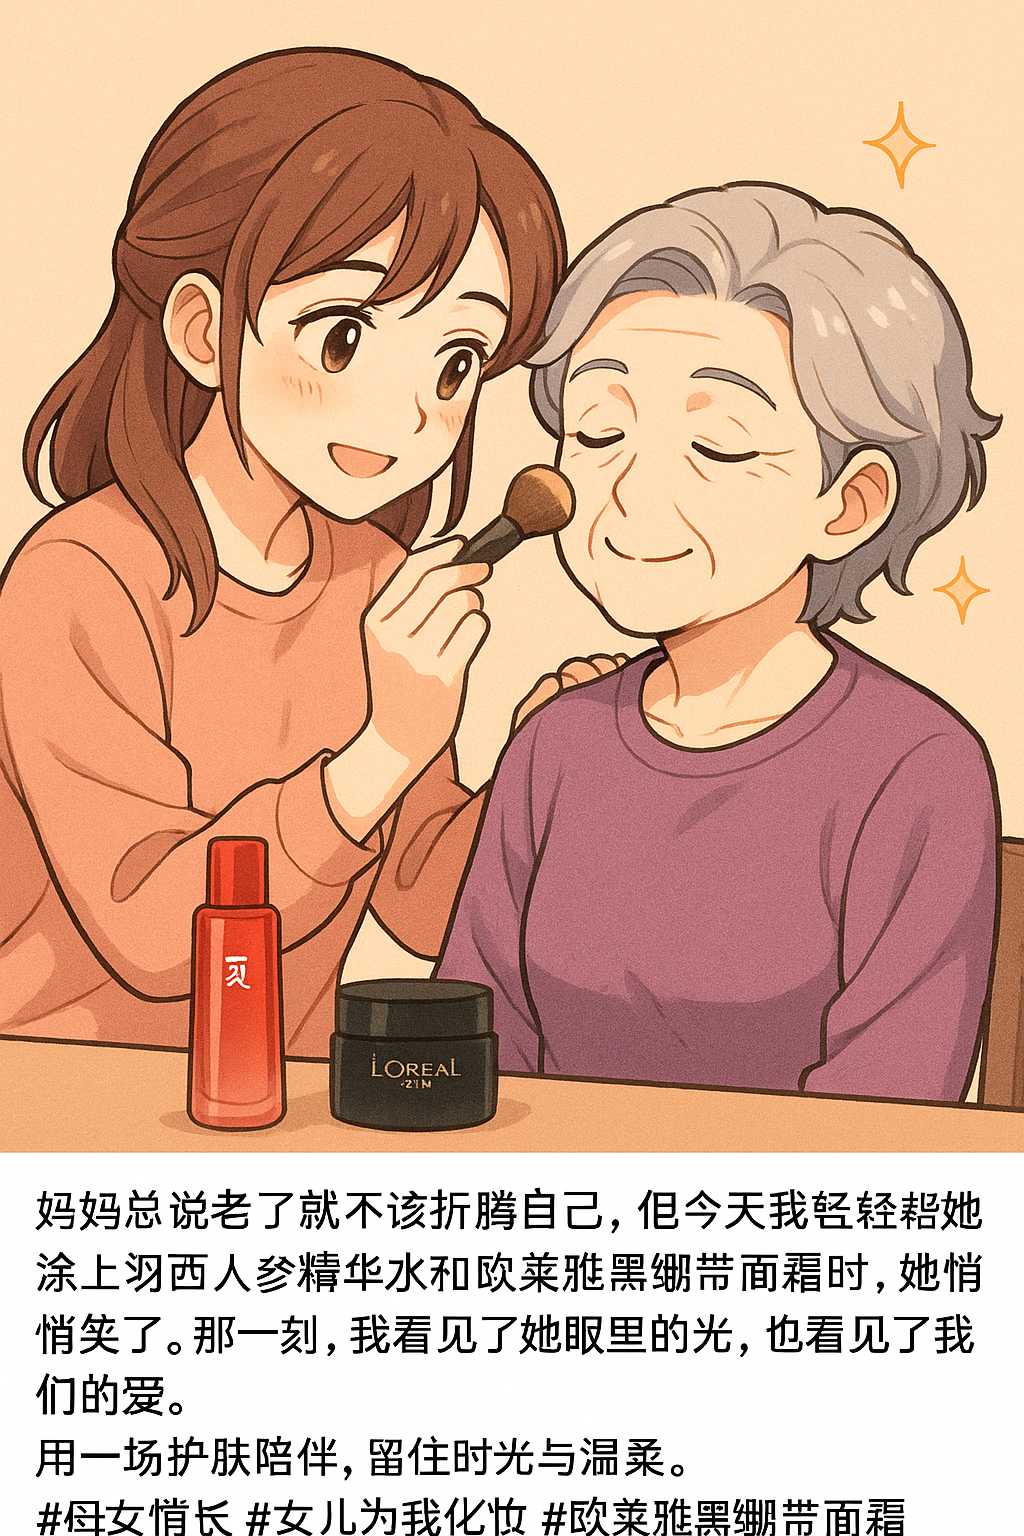 LOREAL
妈妈总说老了就不该折腾自己，但今天我轻轻帮她
涂上羽西人参精华水和欧莱雅黑绷带面霜时，她悄
悄笑了。那一刻，我看见了她眼里的光，也看见了我
们的爱。
用一场护肤陪伴，留住时光与温柔。
#母女情长 #女儿为我化妆 #欧莱雅黑绷带面霜